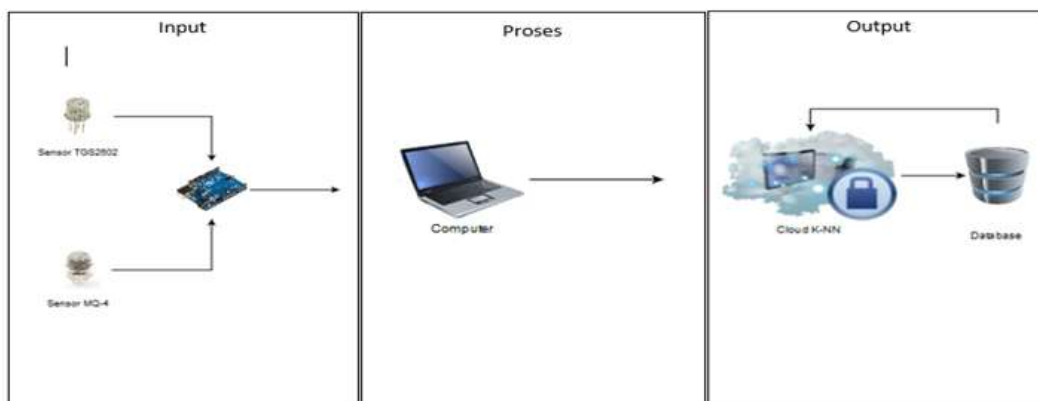 Input
Proses
Output
Sensor TGS2602
Computer
Cloud K-NN
Database
Sensor MQ-4